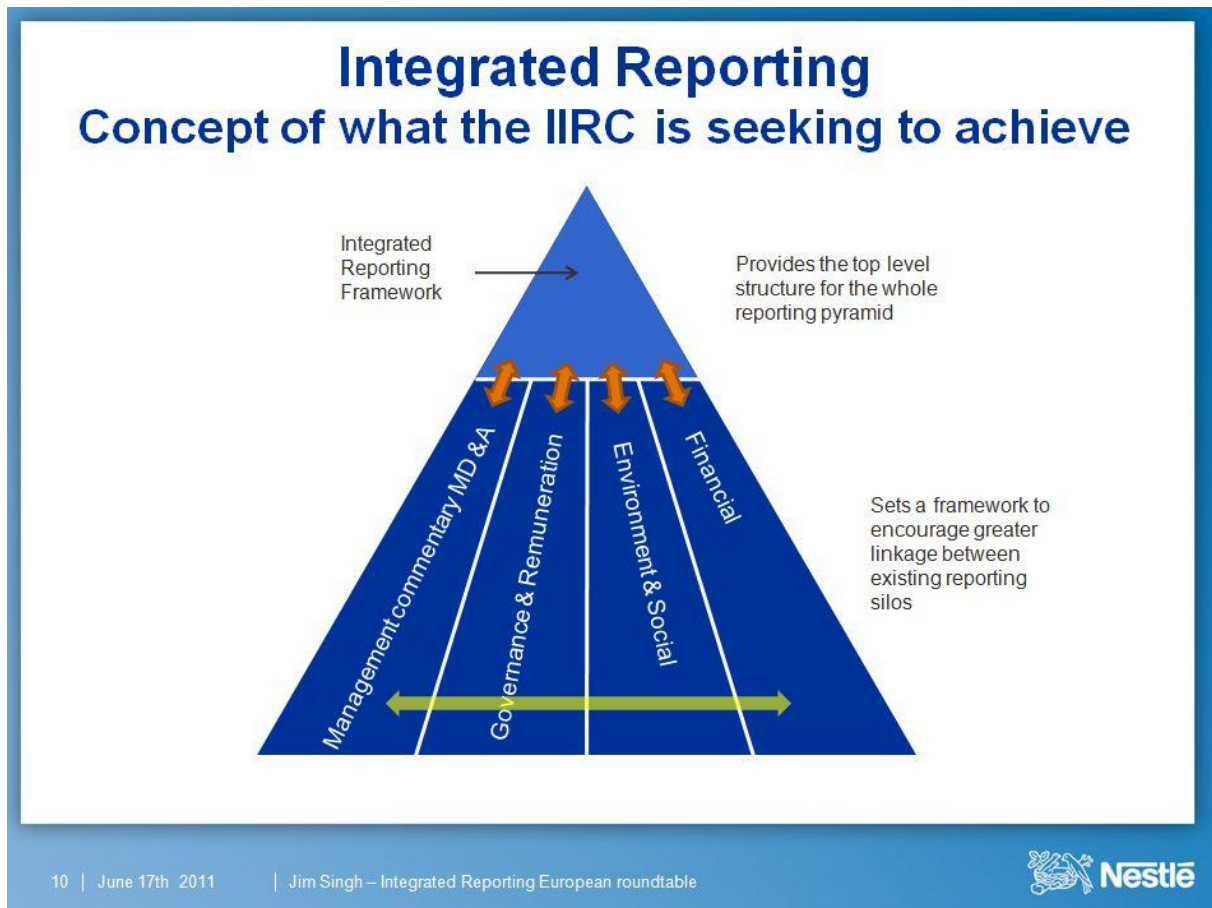 Integrated Reporting
Concept of what the IIRC is seeking to achieve
Integrated
Reporting
Framework
Provides the top level
structure for the whole
reporting pyramid
Management commentary MD &A
Governance & Remuneration
Environment & Social
Financial
Sets a framework to
encourage greater
linkage between
existing reporting
silos
10 | June 17th 2011 | Jim Singh – Integrated Reporting European roundtable
Nestlé